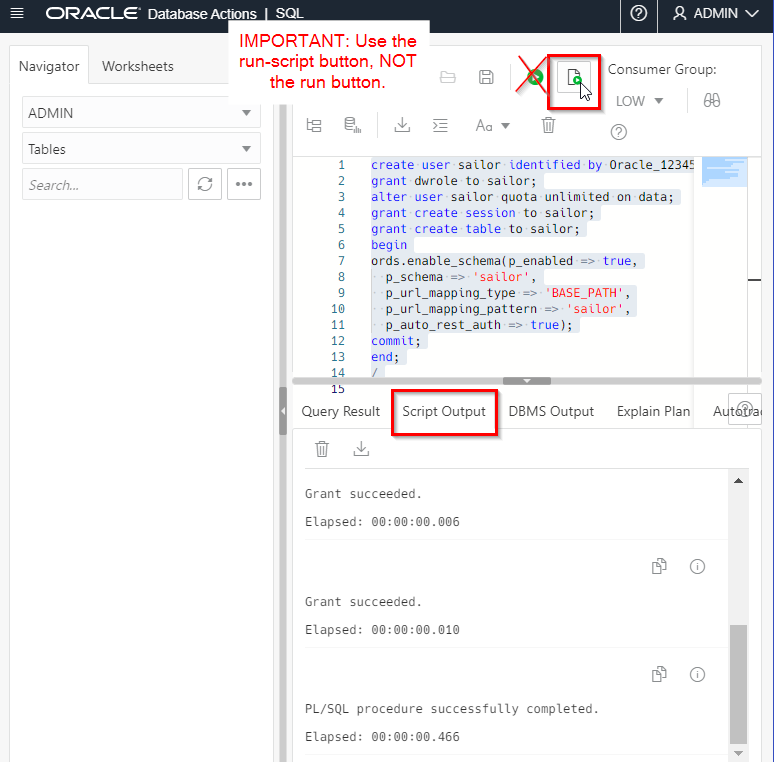 ORACLE Database Actions | SQL
ADMIN
IMPORTANT: Use the
run-script button, NOT
the run button.
Navigator
Worksheets
Consumer Group:
LOW
ADMIN
Tables
Search...
Aa
1 create user sailor identified by Oracle_12345
2 grant dwrole to sailor;
3 alter user sailor quota unlimited on data;
4 grant create session to sailor;
5 grant create table to sailor;
6 begin
7 ords.enable_schema(p_enabled => true,
8 p_schema => 'sailor',
9 p_url_mapping_type => 'BASE_PATH',
10 p_url_mapping_pattern => 'sailor',
11 p_auto_rest_auth => true);
12 commit;
13 end;
14 /
15
Query Result Script Output DBMS Output Explain Plan Autotrac
Grant succeeded.
Elapsed: 00:00:00.006
Grant succeeded.
Elapsed: 00:00:00.010
PL/SQL procedure successfully completed.
Elapsed: 00:00:00.466